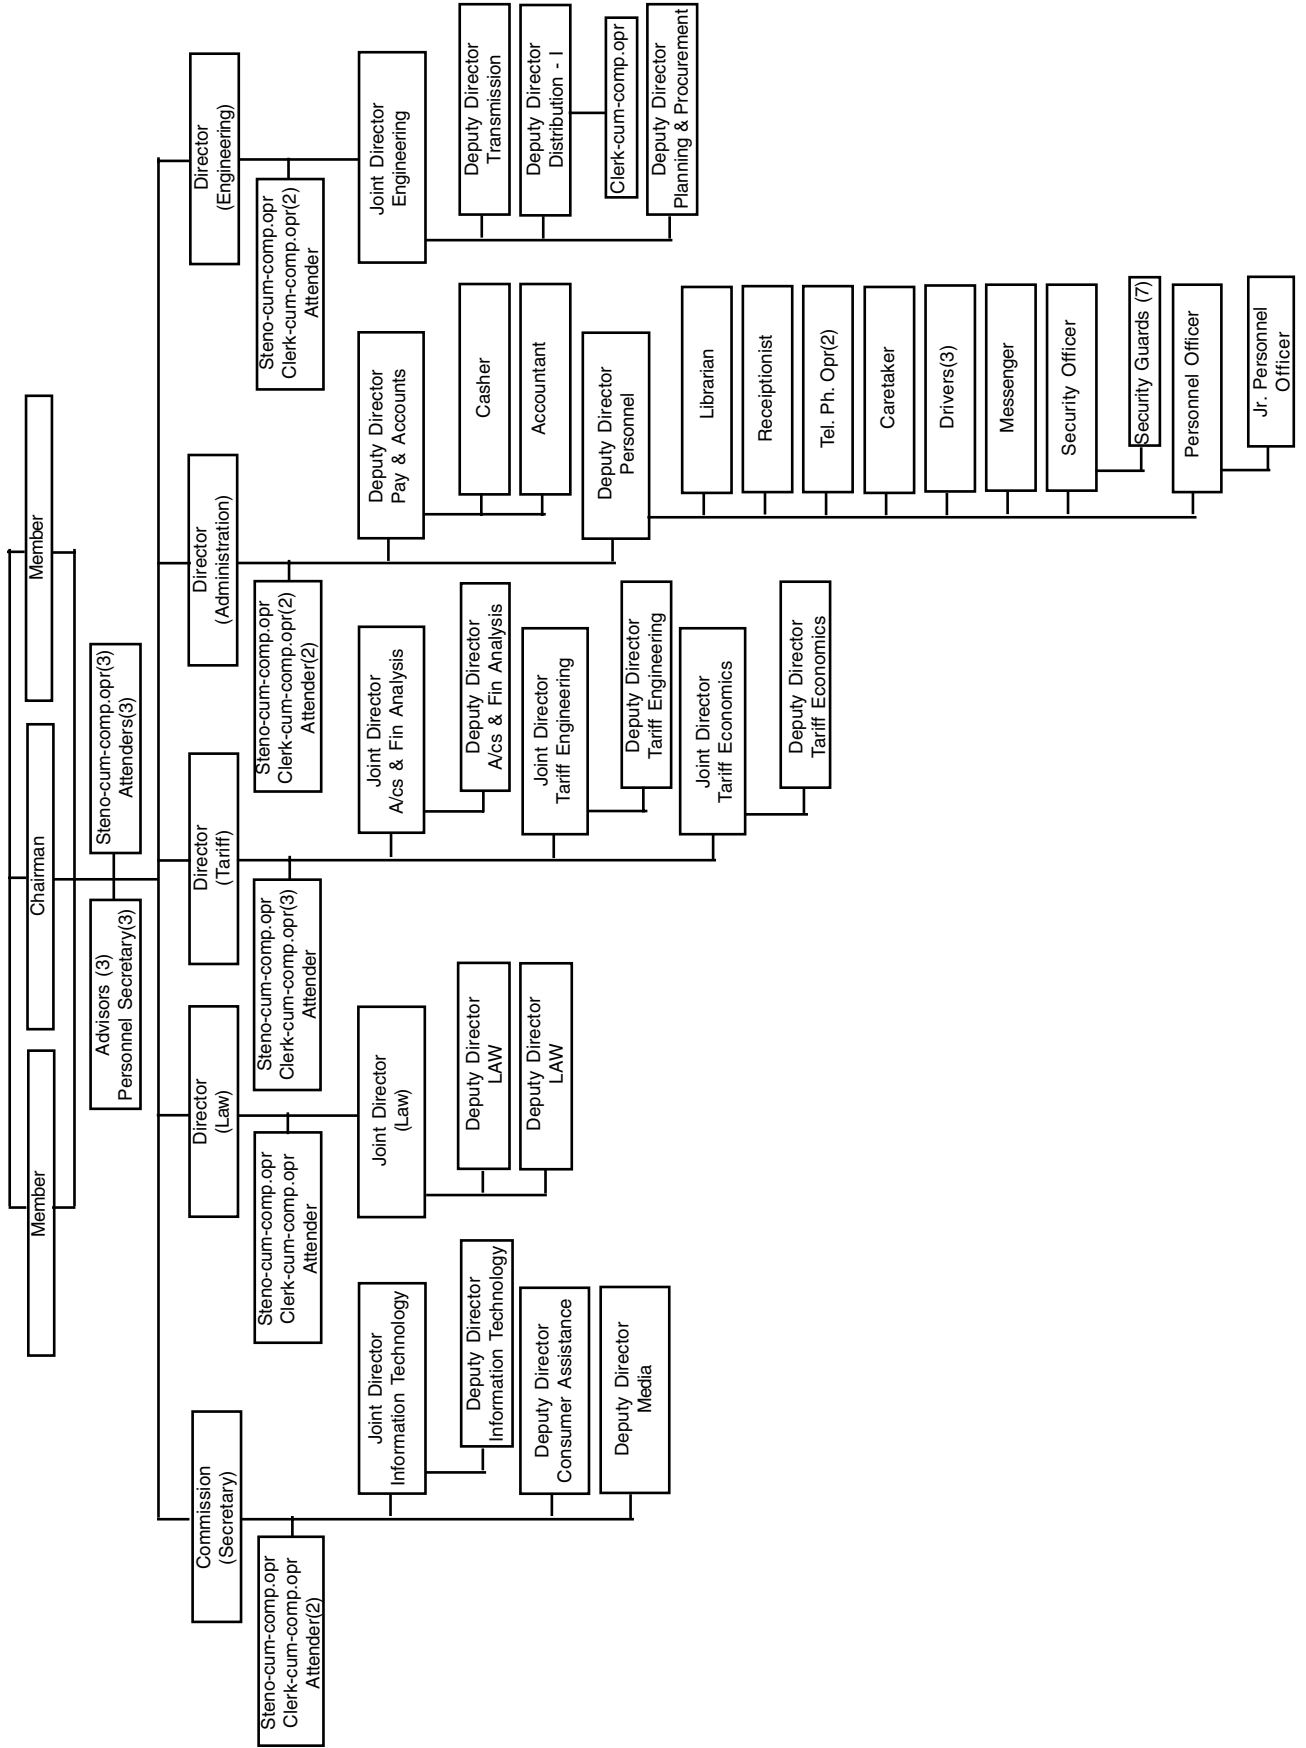 Member
Chairman
Member
Advisors (3)
Personnel Secretary(3)
Steno-cum-comp.opr(3)
Attenders(3)
Commission
(Secretary)
Steno-cum-comp.opr
Clerk-cum-comp.opr
Attender(2)
Joint Director
Information Technology
Deputy Director
Information Technology
Deputy Director
Consumer Assistance
Deputy Director
Media
Director
(Law)
Steno-cum-comp.opr
Clerk-cum-comp.opr
Attender
Joint Director
(Law)
Deputy Director
LAW
Deputy Director
LAW
Director
(Tariff)
Steno-cum-comp.opr
Clerk-cum-comp.opr(3)
Attender
Joint Director
A/cs & Fin Analysis
Deputy Director
A/cs & Fin Analysis
Joint Director
Tariff Engineering
Deputy Director
Tariff Engineering
Joint Director
Tariff Economics
Deputy Director
Tariff Economics
Director
(Administration)
Steno-cum-comp.opr
Clerk-cum-comp.opr(2)
Attender(2)
Deputy Director
Pay & Accounts
Casher
Accountant
Deputy Director
Personnel
Librarian
Receiptionist
Tel. Ph. Opr(2)
Caretaker
Drivers(3)
Messenger
Security Officer
Security Guards (7)
Personnel Officer
Jr. Personnel
Officer
Director
(Engineering)
Steno-cum-comp.opr
Clerk-cum-comp.opr(2)
Attender
Joint Director
Engineering
Deputy Director
Transmission
Deputy Director
Distribution - I
Clerk-cum-comp.opr
Deputy Director
Planning & Procurement